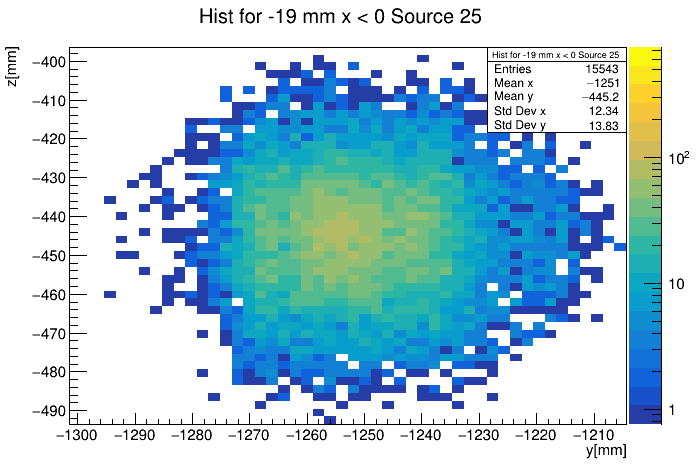 Hist for -19 mm x < 0 Source 25
z[mm]
Hist for -19 mm x < 0 Source 25
Entries 15543
Mean x −1251
Mean y −445.2
Std Dev x 12.34
Std Dev y 13.83
−400
−410
−420
−430
−440
−450
−460
−470
−480
−490
−1300 −1290 −1280 −1270 −1260 −1250 −1240 −1230 −1220 −1210
y[mm]
10²
10
1